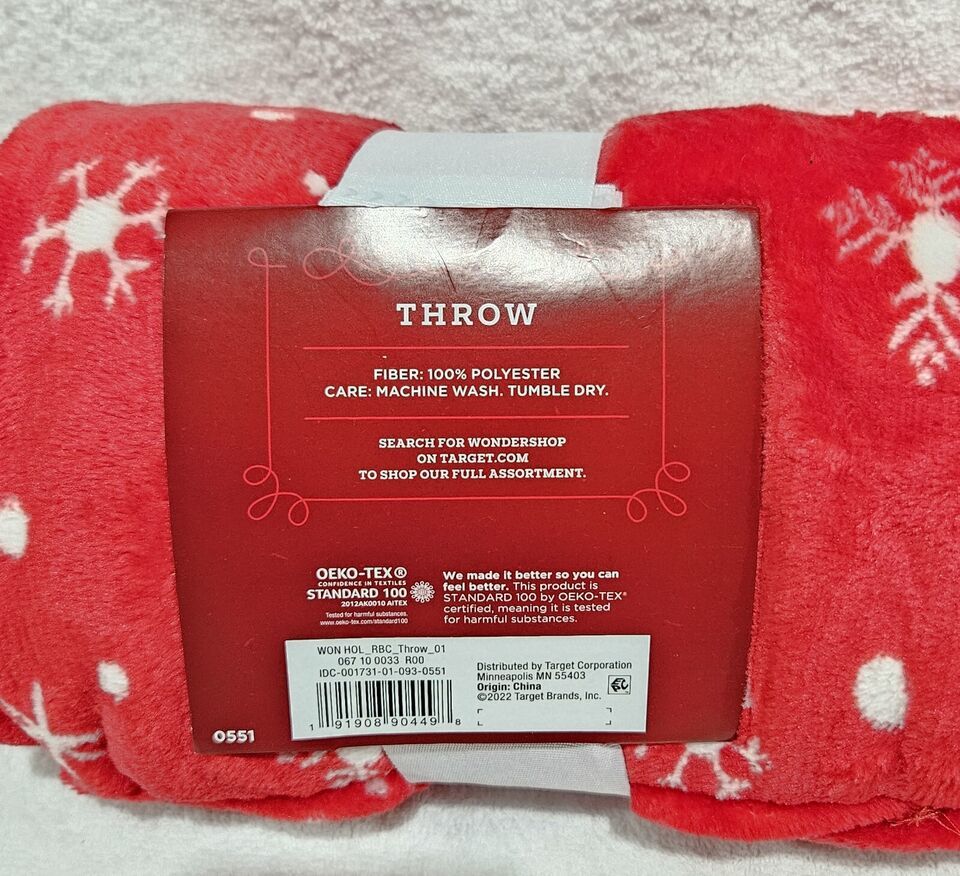 THROW
FIBER: 100% POLYESTER
CARE: MACHINE WASH. TUMBLE DRY.
SEARCH FOR WONDERSHOP
ON TARGET.COM
TO SHOP OUR FULL ASSORTMENT.
OEKO-TEX®
CONFIDENCE IN TEXTILES
STANDARD 100
2012AK0010 AITEX
Tested for harmful substances.
www.oeko-tex.com/standard100
We made it better so you can
feel better. This product is
STANDARD 100 by OEKO-TEX®
certified, meaning it is tested
for harmful substances.
WON HOL_RBC_Throw_01
067 10 0033 R00
IDC-001731-01-093-0551
1 91908 90449 8
Distributed by Target Corporation
Minneapolis MN 55403
Origin: China
©2022 Target Brands, Inc.
0551